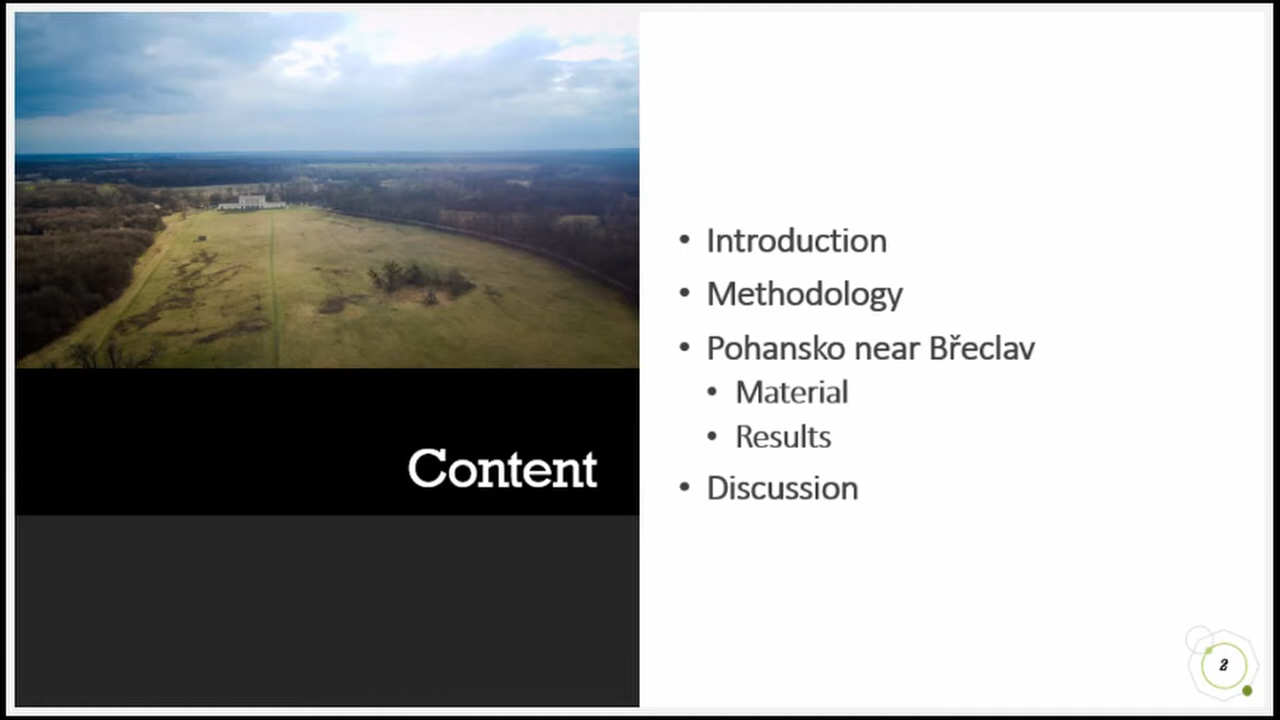 Content
Introduction
Methodology
Pohansko near Břeclav
Material
Results
Discussion
2